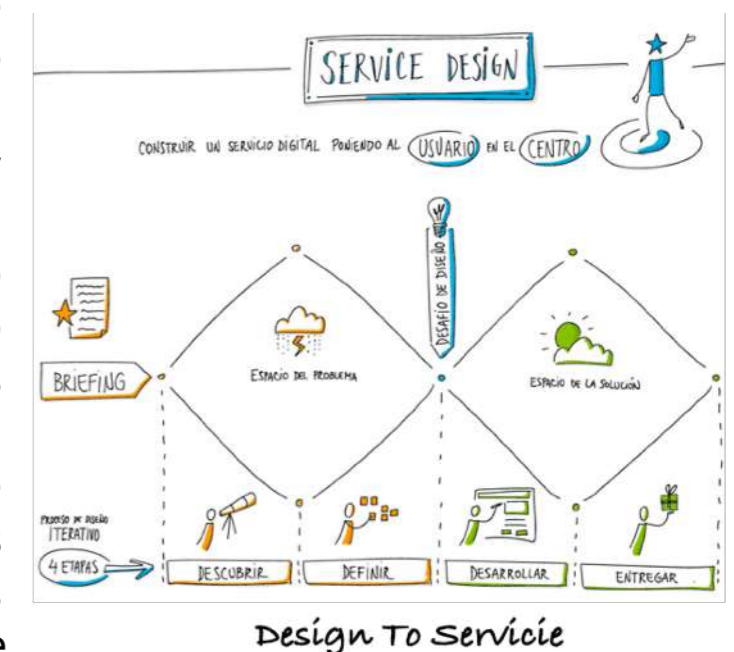 SERVICE DESIGN
CONSTRUIR UN SERVICIO DIGITAL PONIENDO AL USUARIO EN EL CENTRO
DESAFÍO DE DISEÑO
ESPACIO DEL PROBLEMA
ESPACIO DE LA SOLUCIÓN
BRIEFING
PROCESO DE DISEÑO
ITERATIVO
4 ETAPAS
DESCUBRIR
DEFINIR
DESARROLLAR
ENTREGAR
Design To Servicie